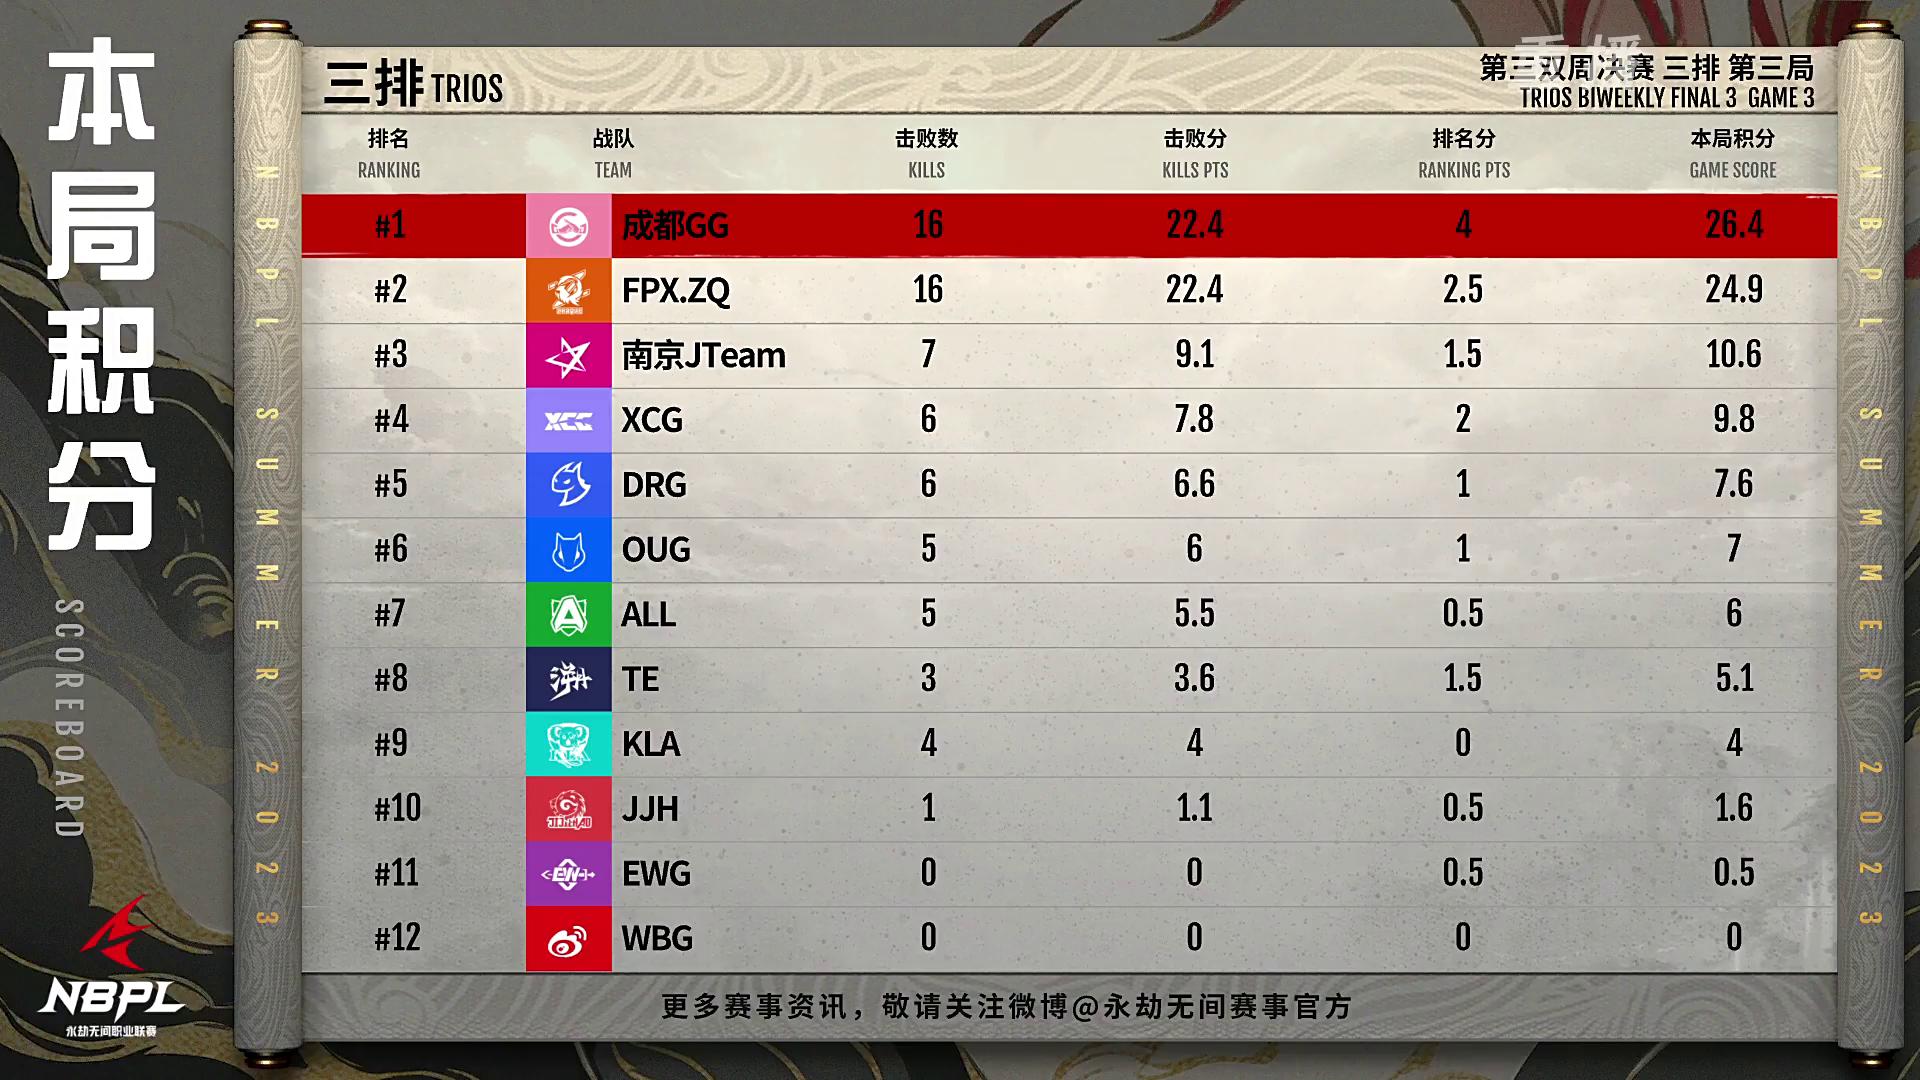 本局积分
SCOREBOARD
NBPL SUMMER 2023
三排 TRIOS
重播
第三双周决赛 三排 第三局
TRIOS BIWEEKLY FINAL 3 GAME 3
排名 战队 击败数 击败分 排名分 本局积分
RANKING TEAM KILLS KILLS PTS RANKING PTS GAME SCORE
#1 成都GG 16 22.4 4 26.4
#2 FPX.ZQ 16 22.4 2.5 24.9
#3 南京JTeam 7 9.1 1.5 10.6
#4 XCG XCG 6 7.8 2 9.8
#5 DRG 6 6.6 1 7.6
#6 OUG 5 6 1 7
#7 ALL 5 5.5 0.5 6
#8 TE 3 3.6 1.5 5.1
#9 KLA 4 4 0 4
#10 JJH 1 1.1 0.5 1.6
#11 EW EWG 0 0 0.5 0.5
#12 WBG 0 0 0 0
更多赛事资讯，敬请关注微博@永劫无间赛事官方
NBPL SUMMER 2023
NBPL
永劫无间职业联赛